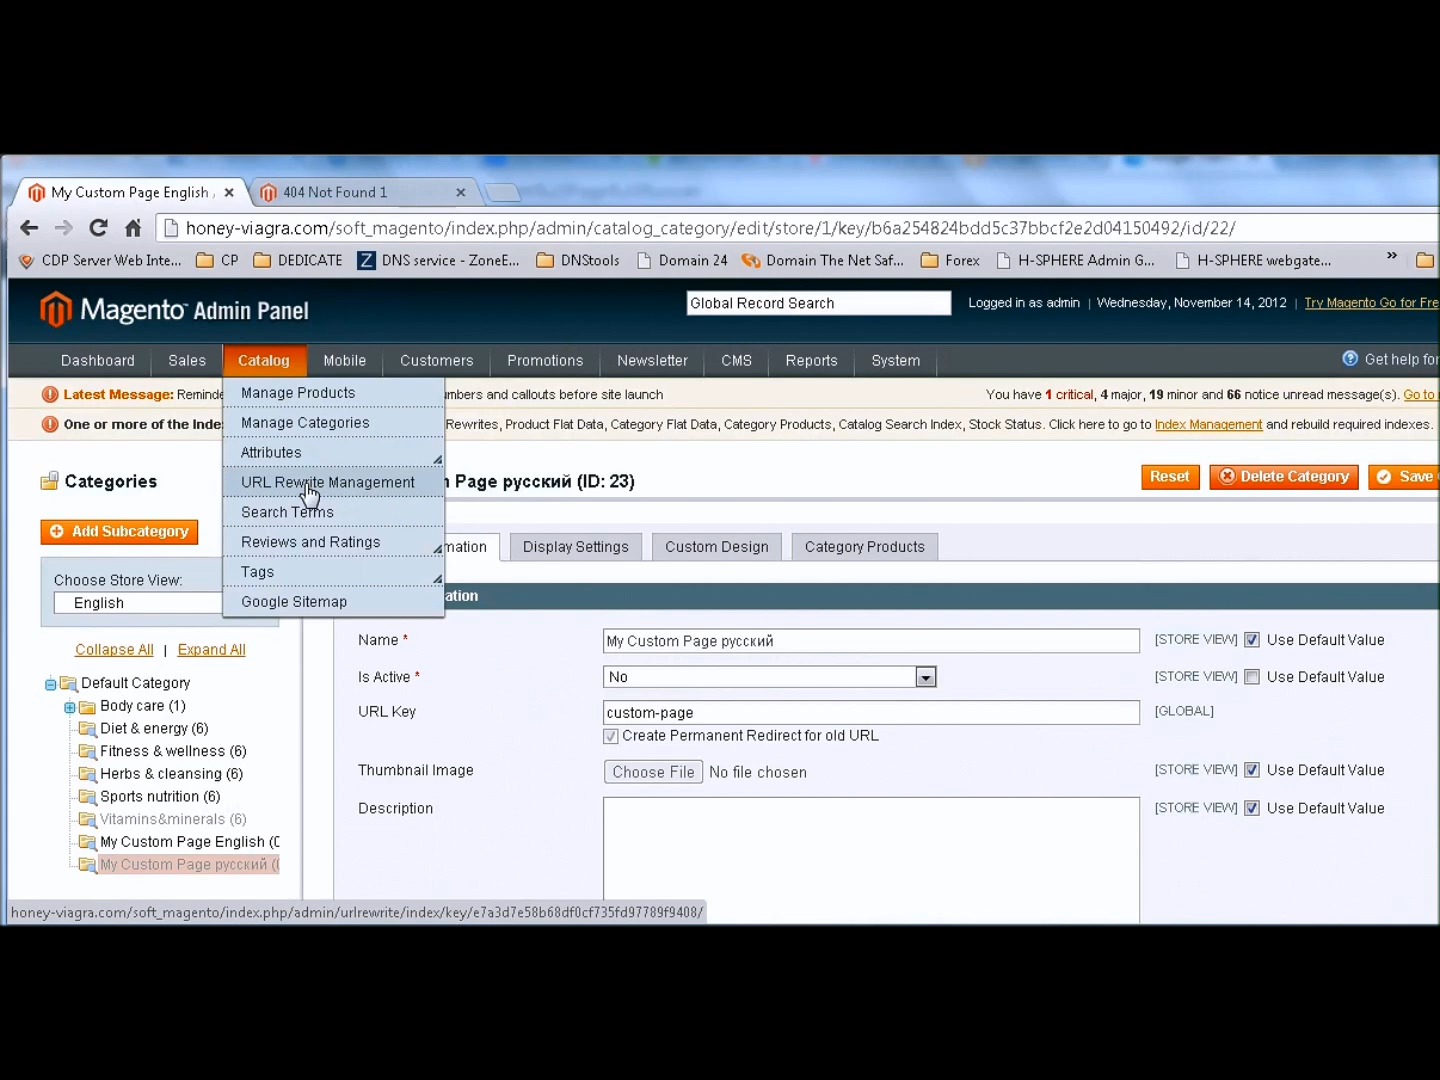 My Custom Page English
404 Not Found 1
honey-viagra.com/soft_magento/index.php/admin/catalog_category/edit/store/1/key/b6a254824bdd5c37bbcf2e2d04150492/id/22/
CDP Server Web Inte... CP DEDICATE DNS service - ZoneE... DNStools Domain 24 Domain The Net Saf... Forex H-SPHERE Admin G... H-SPHERE webgate... »
Magento Admin Panel
Global Record Search
Logged in as admin | Wednesday, November 14, 2012 | Try Magento Go for Fre
Dashboard Sales Catalog Mobile Customers Promotions Newsletter CMS Reports System Get help for
Latest Message: Reminde umbers and callouts before site launch You have 1 critical, 4 major, 19 minor and 66 notice unread message(s). Go to
One or more of the Inde Rewrites, Product Flat Data, Category Flat Data, Category Products, Catalog Search Index, Stock Status. Click here to go to Index Management and rebuild required indexes.
Manage Products
Manage Categories
Attributes
URL Rewrite Management
Search Terms
Reviews and Ratings
Tags
Google Sitemap
Categories
Add Subcategory
Choose Store View:
English
Collapse All | Expand All
Default Category
Body care (1)
Diet & energy (6)
Fitness & wellness (6)
Herbs & cleansing (6)
Sports nutrition (6)
Vitamins&minerals (6)
My Custom Page English (0
My Custom Page русский (0
Page русский (ID: 23)
Reset Delete Category Save
mation Display Settings Custom Design Category Products
ation
Name * My Custom Page русский [STORE VIEW] Use Default Value
Is Active * No [STORE VIEW] Use Default Value
URL Key custom-page [GLOBAL]
Create Permanent Redirect for old URL
Thumbnail Image Choose File No file chosen [STORE VIEW] Use Default Value
Description [STORE VIEW] Use Default Value
honey-viagra.com/soft_magento/index.php/admin/urlrewrite/index/key/e7a3d7e58b68df0cf735fd97789f9408/